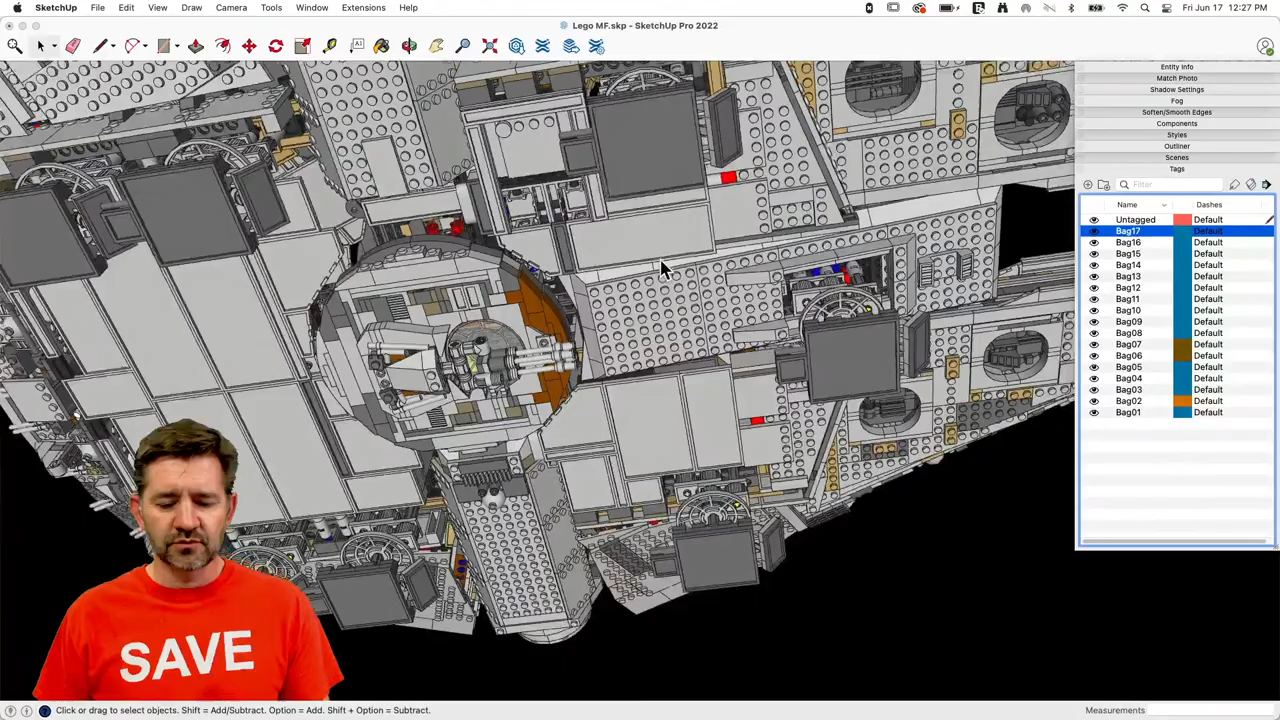 SketchUp File Edit View Draw Camera Tools Window Extensions Help Fri Jun 17 12:27 PM
Lego MF.skp - SketchUp Pro 2022
Entity Info
Match Photo
Shadow Settings
Fog
Soften/Smooth Edges
Components
Styles
Outliner
Scenes
Tags
Filter
Name Dashes
Untagged Default
Bag17 Default
Bag16 Default
Bag15 Default
Bag14 Default
Bag13 Default
Bag12 Default
Bag11 Default
Bag10 Default
Bag09 Default
Bag08 Default
Bag07 Default
Bag06 Default
Bag05 Default
Bag04 Default
Bag03 Default
Bag02 Default
Bag01 Default
SAVE
Click or drag to select objects. Shift = Add/Subtract. Option = Add. Shift + Option = Subtract. Measurements